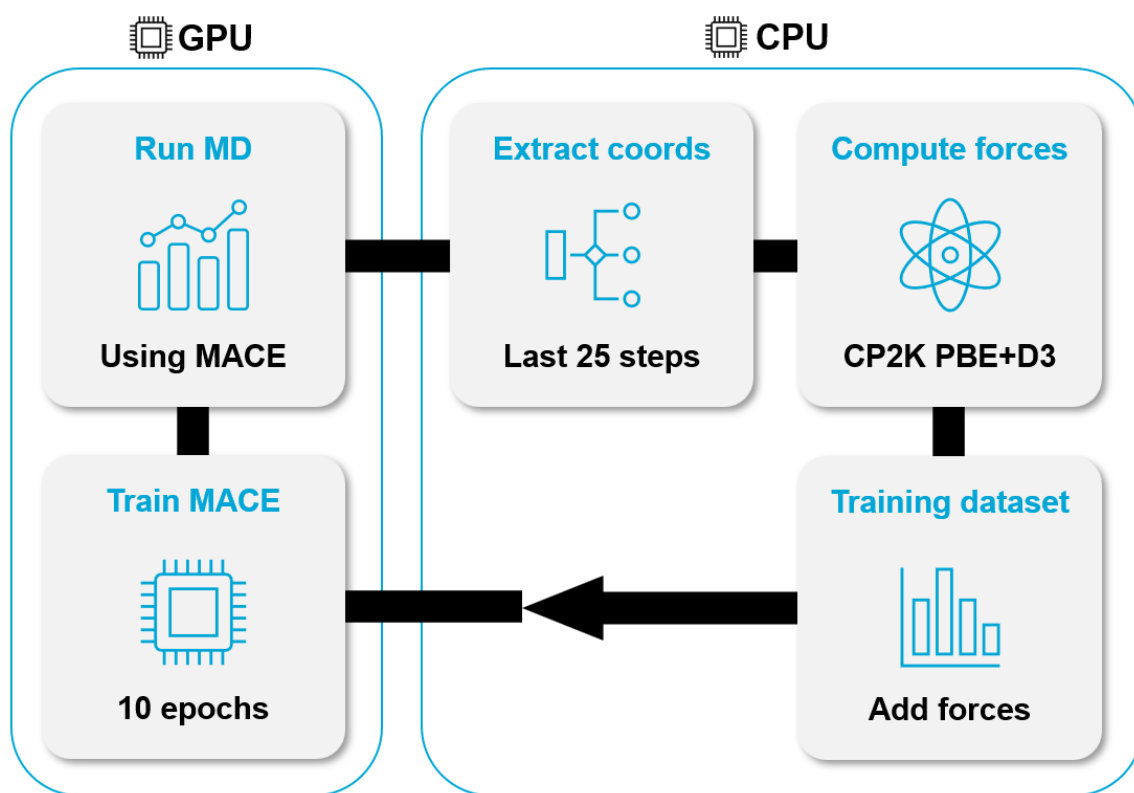 GPU
CPU
Run MD
Using MACE
Extract coords
Last 25 steps
Compute forces
CP2K PBE+D3
Train MACE
10 epochs
Training dataset
Add forces